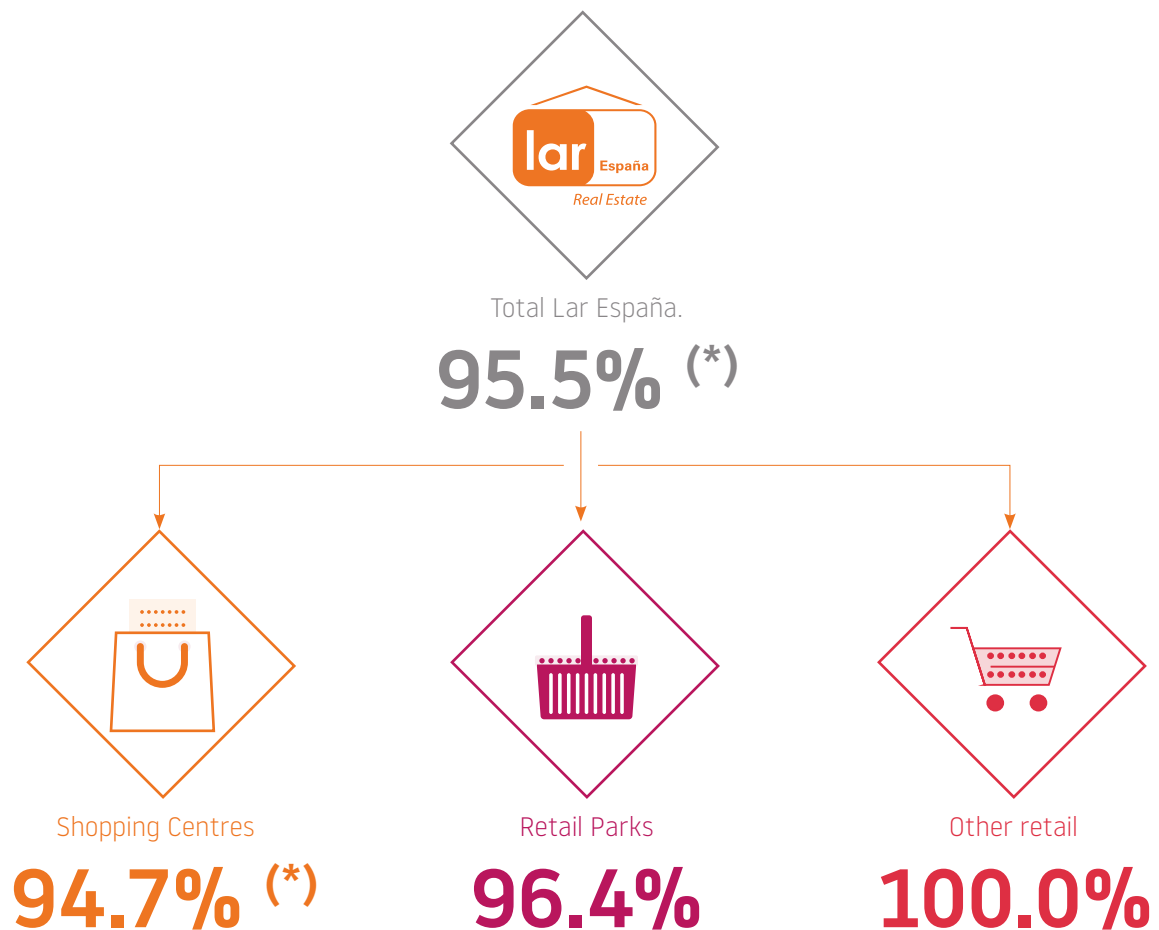 lar
España
Real Estate
Total Lar España.
95.5% (*)
Shopping Centres
94.7% (*)
Retail Parks
96.4%
Other retail
100.0%